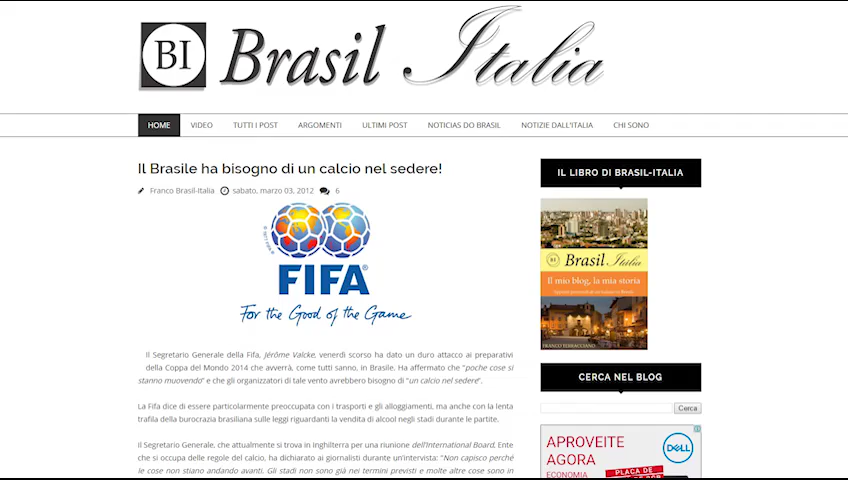 BI Brasil Italia
HOME VIDEO TUTTI I POST ARGOMENTI ULTIMI POST NOTICIAS DO BRASIL NOTIZIE DALL'ITALIA CHI SONO
Il Brasile ha bisogno di un calcio nel sedere!
Franco Brasil-Italia sabato, marzo 03, 2012 6
FIFA®
For the Good of the Game
Il Segretario Generale della Fifa, Jérôme Valcke, venerdì scorso ha dato un duro attacco ai preparativi
della Coppa del Mondo 2014 che avverrà, come tutti sanno, in Brasile. Ha affermato che "poche cose si
stanno muovendo" e che gli organizatori di tale vento avrebbero bisogno di "un calcio nel sedere".
La Fifa dice di essere particolarmente preoccupata con i trasporti e gli alloggiamenti, ma anche con la lenta
trafila della burocrazia brasiliana sulle leggi riguardanti la vendita di alcool negli stadi durante le partite.
Il Segretario Generale, che attualmente si trova in Inghilterra per una riunione dell'International Board, Ente
che si occupa delle regole del calcio, ha dichiarato ai giornalisti durante un'intervista: "Non capisco perché
le cose non stiano andando avanti. Gli stadi non sono già nei termini previsti e molte altre cose sono in
IL LIBRO DI BRASIL-ITALIA
BI Brasil Italia
Il mio blog, la mia storia
FRANCO TERRACCIANO
CERCA NEL BLOG
Cerca
APROVEITE
AGORA
ECONOMIA
PLACA DE
DELL